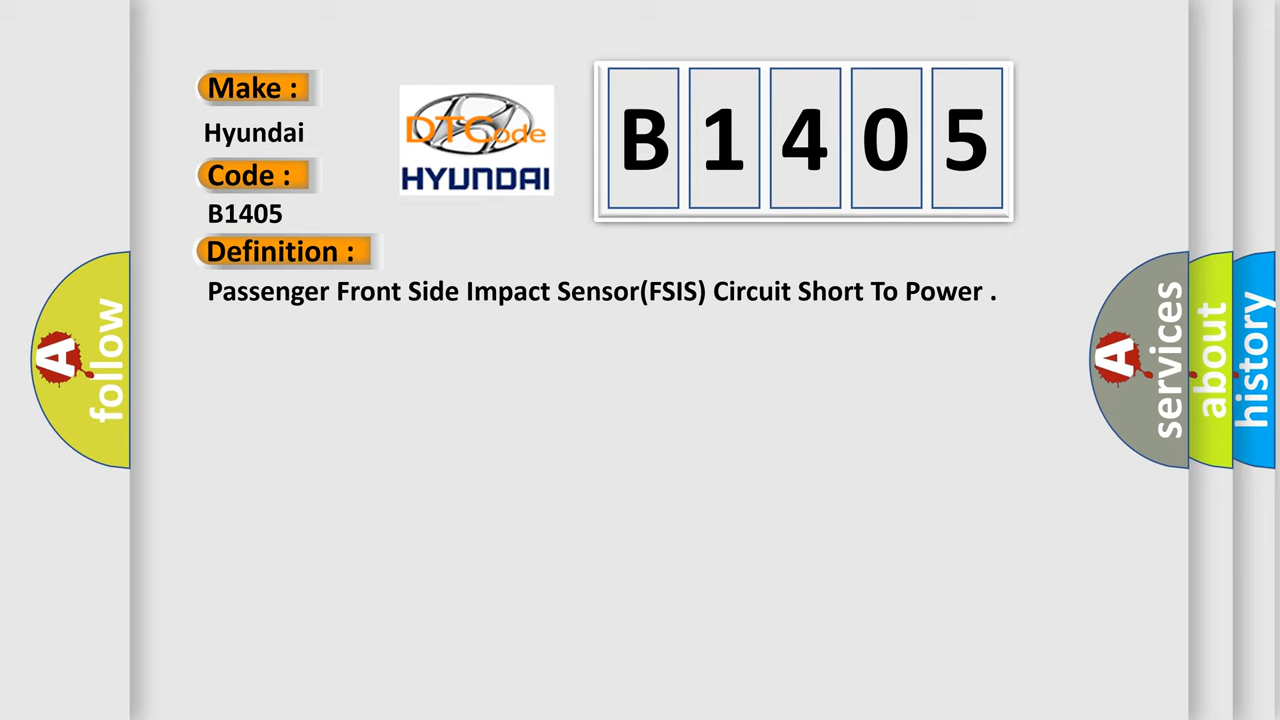 Make :
Hyundai
Code :
B1405
Definition :
Passenger Front Side Impact Sensor(FSIS) Circuit Short To Power .
DTCode
HYUNDAI
B 1 4 0 5
A follow
A services
about
history